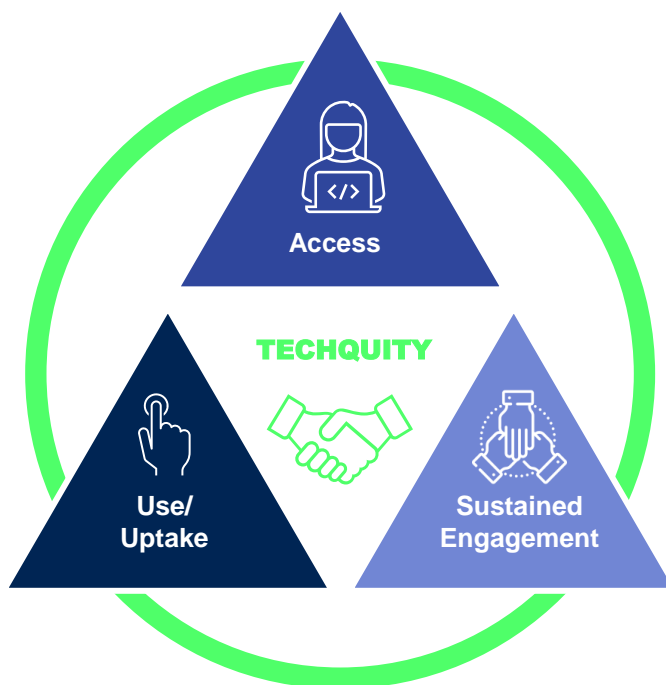 </>
Access
TECHQUITY
Use/
Uptake
Sustained
Engagement